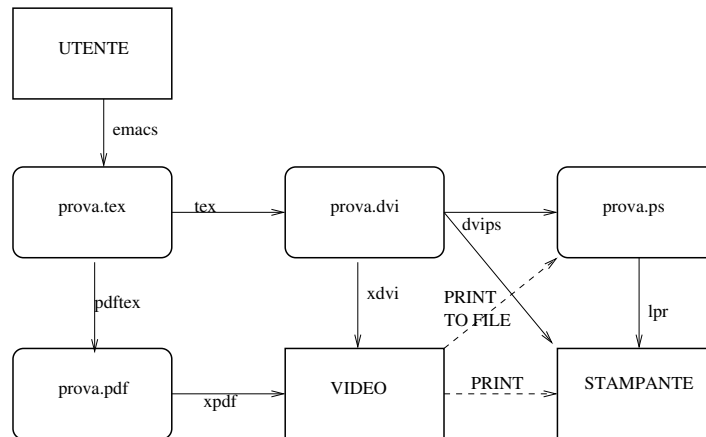 UTENTE
emacs
prova.tex
tex
prova.dvi
dvips
prova.ps
pdftex
xdvi
PRINT
TO FILE
lpr
prova.pdf
xpdf
VIDEO
PRINT
STAMPANTE